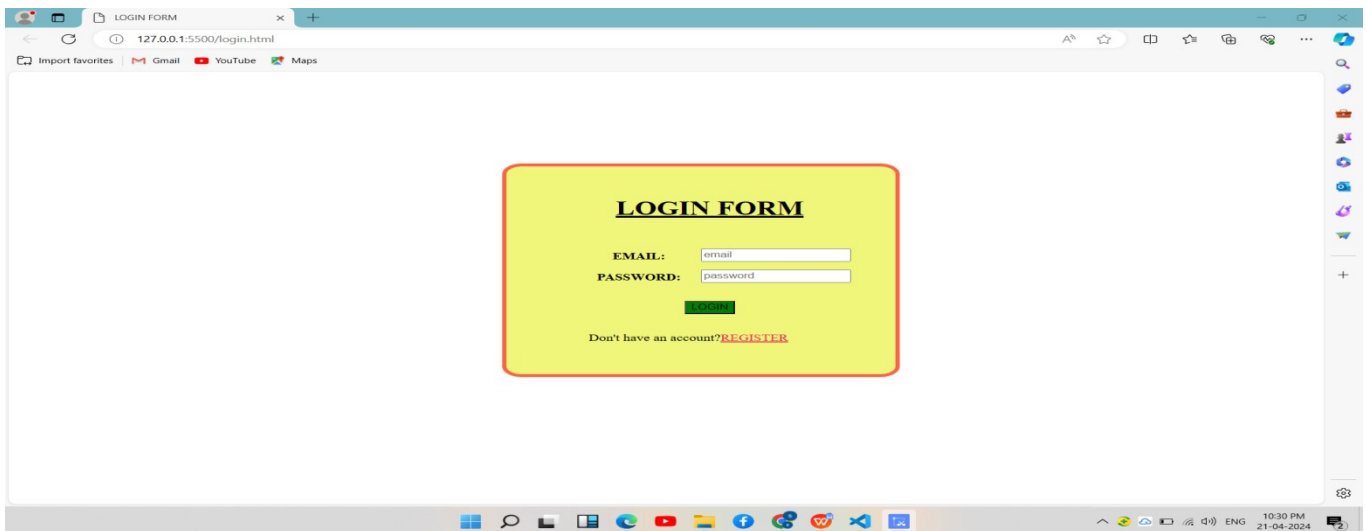 LOGIN FORM
127.0.0.1:5500/login.html
Import favorites Gmail YouTube Maps
LOGIN FORM
EMAIL: email
PASSWORD: password
LOGIN
Don't have an account?REGISTER
ENG 10:30 PM
21-04-2024
2